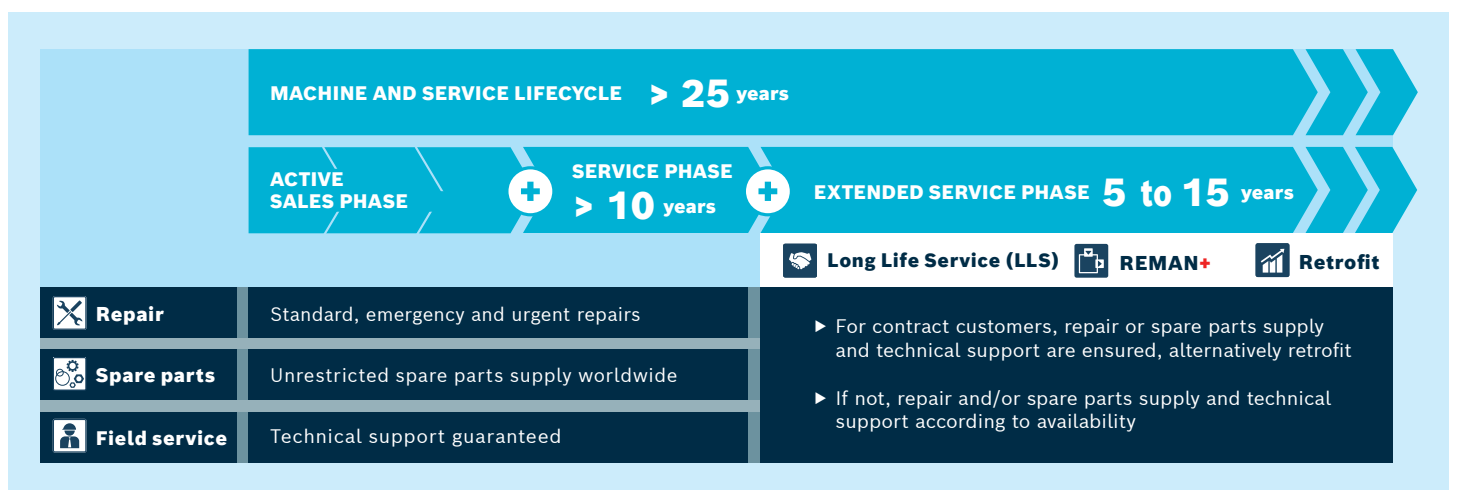 MACHINE AND SERVICE LIFECYCLE > 25 years
ACTIVE
SALES PHASE
SERVICE PHASE
> 10 years
EXTENDED SERVICE PHASE 5 to 15 years
Long Life Service (LLS)
REMAN+
Retrofit
Repair
Standard, emergency and urgent repairs
Spare parts
Unrestricted spare parts supply worldwide
Field service
Technical support guaranteed
For contract customers, repair or spare parts supply
and technical support are ensured, alternatively retrofit
If not, repair and/or spare parts supply and technical
support according to availability